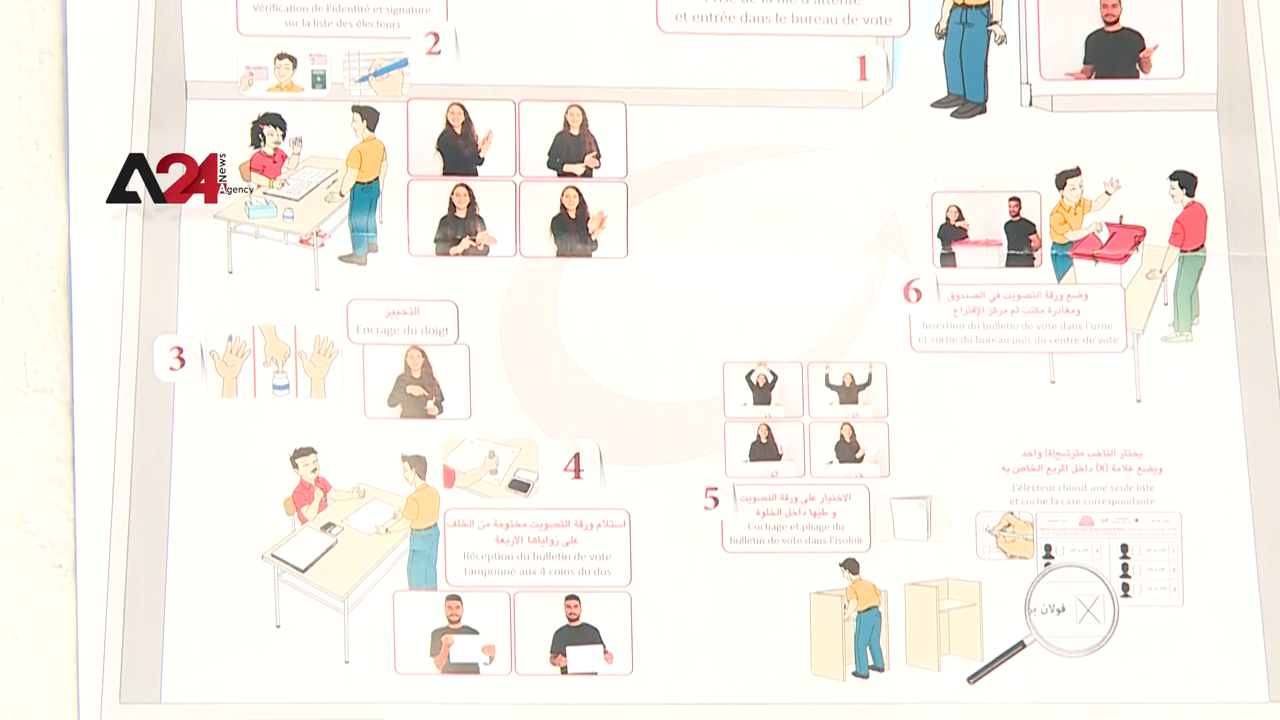 Vérification de l'identité et signature
sur la liste des électeurs
2
et entrée dans le bureau de vote
1
A24
News
Agency
التحبير
Encrage du doigt
3
6
وضع ورقة التصويت في الصندوق
ومغادرة مكتب ثم مركز الإقتراع
Insertion du bulletin de vote dans l'urne
et sortie du bureau puis du centre de vote
4
استلام ورقة التصويت مختومة من الخلف
على زواياها الأربعة
Réception du bulletin de vote
tamponné aux 4 coins du dos
5
الاختيار على ورقة التصويت
و طيّها داخل الخلوة
Cochage et pliage du
bulletin de vote dans l'isoloir
يختار الناخب مترشح(ة) واحد
ويضع علامة (x) داخل المربع الخاص به
L'électeur choisit une seule liste
et coche la case correspondante.
فولان